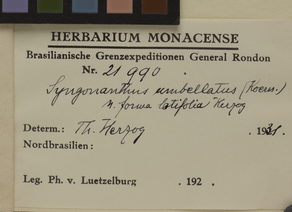 HERBARIUM MONACENSE
Brasilianische Grenzexpeditionen General Rondon
Nr. 21990.
Syngonanthus umbellatus (Koern.)
n. forma latifolia Herzog
Determ.: Th. Herzog . 1931.
Nordbrasilien:
Leg. Ph. v. Luetzelburg . 192 .